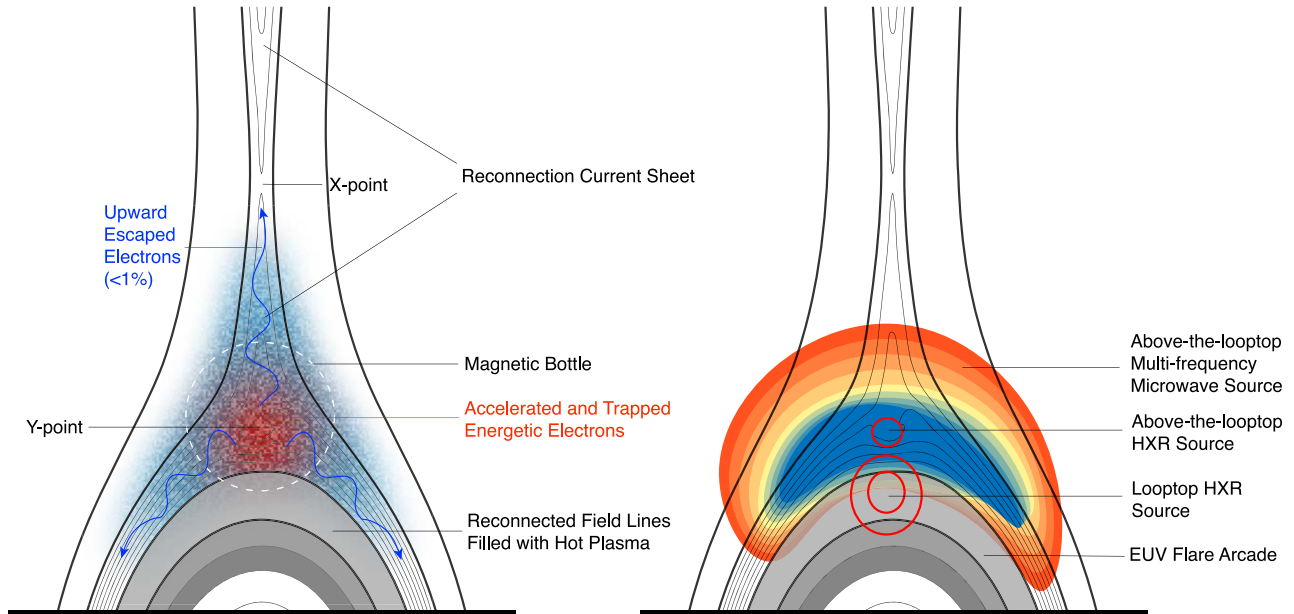 X-point
Reconnection Current Sheet
Upward
Escaped
Electrons
(<1%)
Magnetic Bottle
Accelerated and Trapped
Energetic Electrons
Y-point
Reconnected Field Lines
Filled with Hot Plasma
Above-the-looptop
Multi-frequency
Microwave Source
Above-the-looptop
HXR Source
Looptop HXR
Source
EUV Flare Arcade